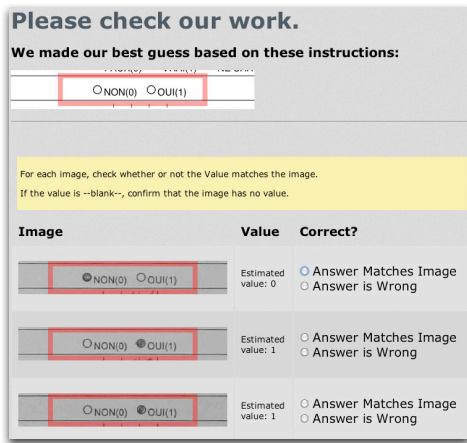 Please check our work.
We made our best guess based on these instructions:
NON(0) OUI(1)
For each image, check whether or not the Value matches the image.
If the value is --blank--, confirm that the image has no value.
Image Value Correct?
NON(0) OUI(1)
Estimated
value: 0
Answer Matches Image
Answer is Wrong
NON(0) OUI(1)
Estimated
value: 1
Answer Matches Image
Answer is Wrong
NON(0) OUI(1)
Estimated
value: 1
Answer Matches Image
Answer is Wrong